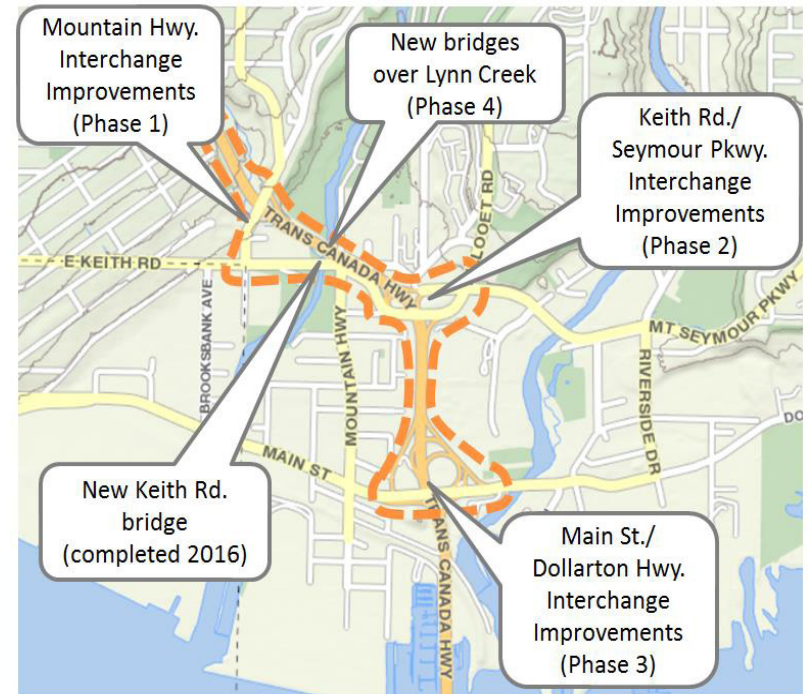 Mountain Hwy.
Interchange
Improvements
(Phase 1)
New bridges
over Lynn Creek
(Phase 4)
Keith Rd./
Seymour Pkwy.
Interchange
Improvements
(Phase 2)
LLOOET RD
TRANS CANADA HWY
E KEITH RD
BROOKSBANK AVE
MOUNTAIN HWY
MT SEYMOUR PKWY
RIVERSIDE DR
DO
MAIN ST
New Keith Rd.
bridge
(completed 2016)
TRANS CANADA HWY
Main St./
Dollarton Hwy.
Interchange
Improvements
(Phase 3)